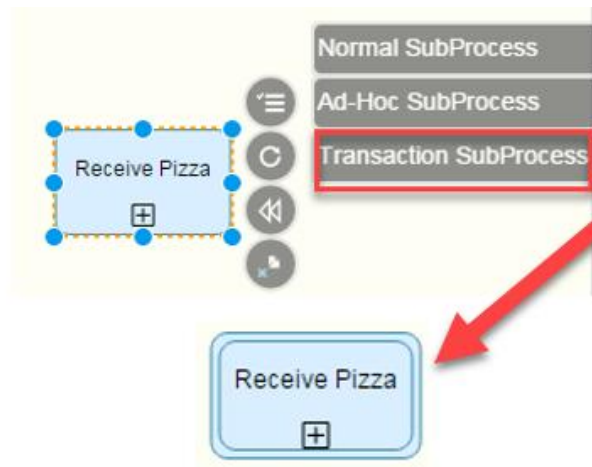 Normal SubProcess
Ad-Hoc SubProcess
Transaction SubProcess
Receive Pizza
Receive Pizza